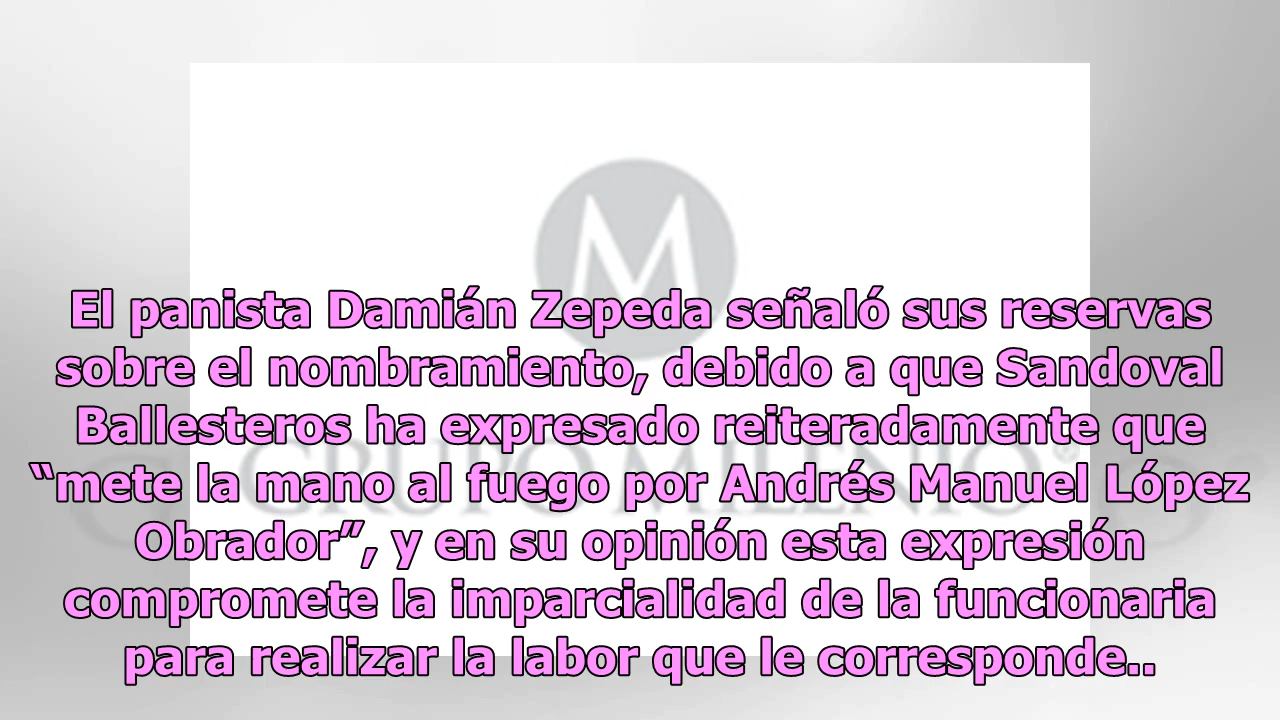 M
El panista Damián Zepeda señaló sus reservas
sobre el nombramiento, debido a que Sandoval
Ballesteros ha expresado reiteradamente que
GRUPO MILENIO®
“mete la mano al fuego por Andrés Manuel López
Obrador”, y en su opinión esta expresión
compromete la imparcialidad de la funcionaria
para realizar la labor que le corresponde..